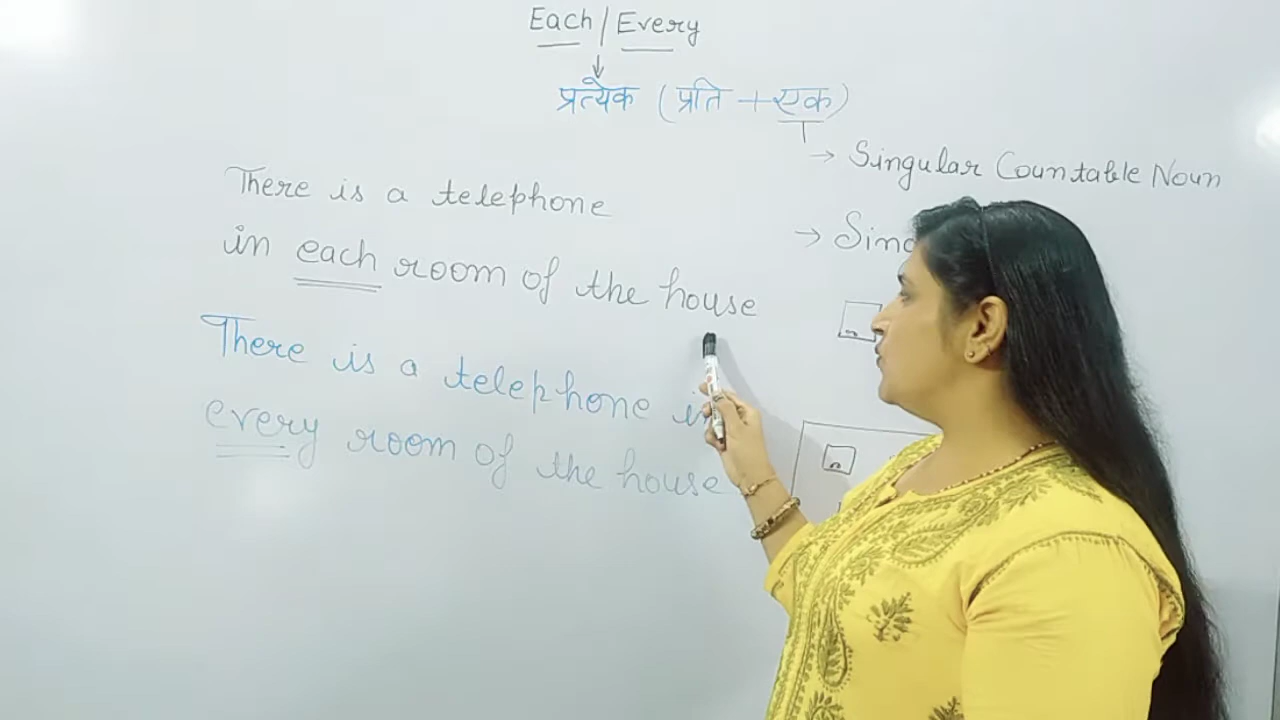 Each / Every
प्रत्येक (प्रति + एक)
→ Singular Countable Noun
There is a telephone
in each room of the house
→ Sing
There is a telephone in
every room of the house